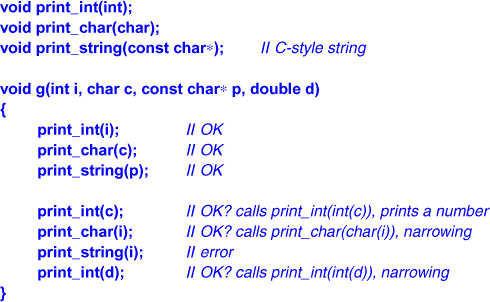 void print_int(int);
void print_char(char);
void print_string(const char*); // C-style string
void g(int i, char c, const char* p, double d)
{
print_int(i); // OK
print_char(c); // OK
print_string(p); // OK
print_int(c); // OK? calls print_int(int(c)), prints a number
print_char(i); // OK? calls print_char(char(i)), narrowing
print_string(i); // error
print_int(d); // OK? calls print_int(int(d)), narrowing
}